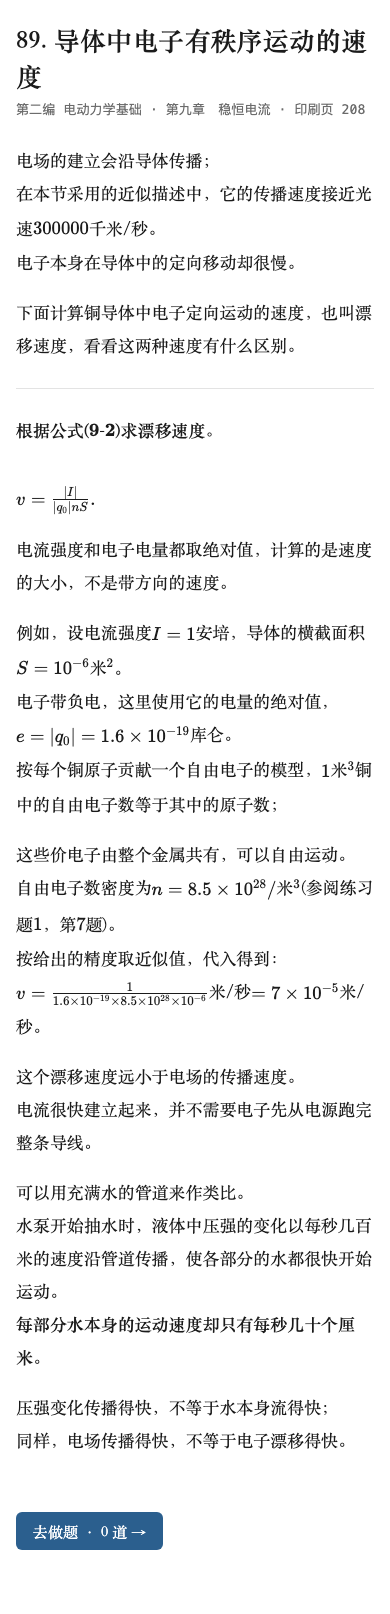 89. 导体中电子有秩序运动的速
度
第二编 电动力学基础 · 第九章 稳恒电流 · 印刷页 208
电场的建立会沿导体传播；
在本节采用的近似描述中，它的传播速度接近光
速300000千米/秒。
电子本身在导体中的定向移动却很慢。
下面计算铜导体中电子定向运动的速度，也叫漂
移速度，看看这两种速度有什么区别。
根据公式(9-2)求漂移速度。
v = |I| / (|q₀|nS).
电流强度和电子电量都取绝对值，计算的是速度
的大小，不是带方向的速度。
例如，设电流强度I = 1安培，导体的横截面积
S = 10⁻⁶米²。
电子带负电，这里使用它的电量的绝对值，
e = |q₀| = 1.6 × 10⁻¹⁹库仑。
按每个铜原子贡献一个自由电子的模型，1米³铜
中的自由电子数等于其中的原子数；
这些价电子由整个金属共有，可以自由运动。
自由电子数密度为n = 8.5 × 10²⁸/米³(参阅练习
题1，第7题)。
按给出的精度取近似值，代入得到：
v = 1 / (1.6×10⁻¹⁹×8.5×10²⁸×10⁻⁶) 米/秒= 7 × 10⁻⁵米/
秒。
这个漂移速度远小于电场的传播速度。
电流很快建立起来，并不需要电子先从电源跑完
整条导线。
可以用充满水的管道来作类比。
水泵开始抽水时，液体中压强的变化以每秒几百
米的速度沿管道传播，使各部分的水都很快开始
运动。
每部分水本身的运动速度却只有每秒几十个厘
米。
压强变化传播得快，不等于水本身流得快；
同样，电场传播得快，不等于电子漂移得快。
去做题 · 0 道 →